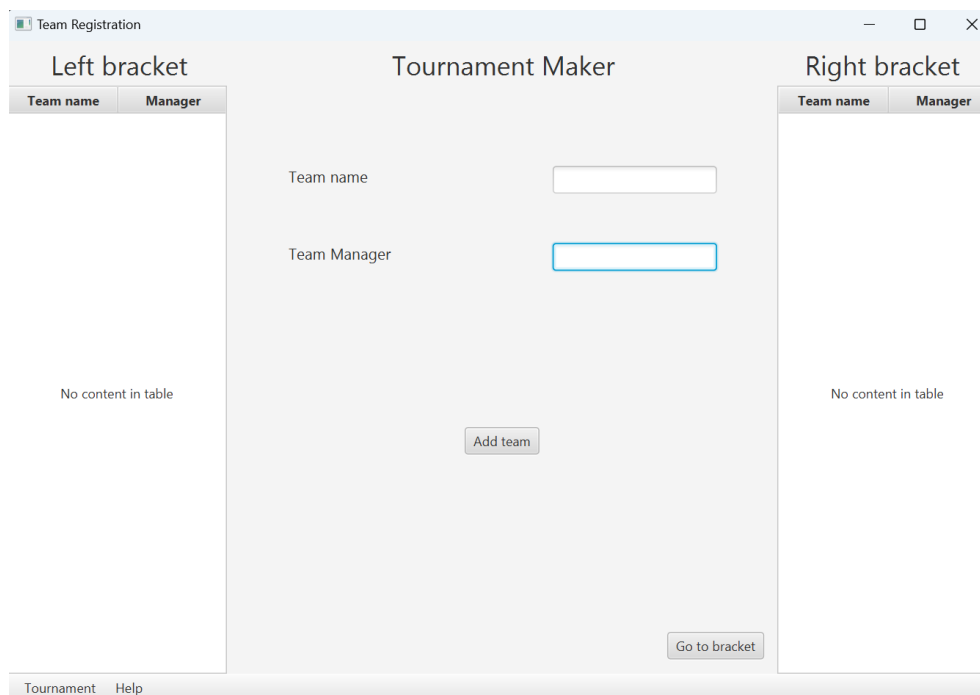 Team Registration
Left bracket
Tournament Maker
Right bracket
Team name Manager
Team name Manager
Team name
Team Manager
No content in table
No content in table
Add team
Go to bracket
Tournament Help